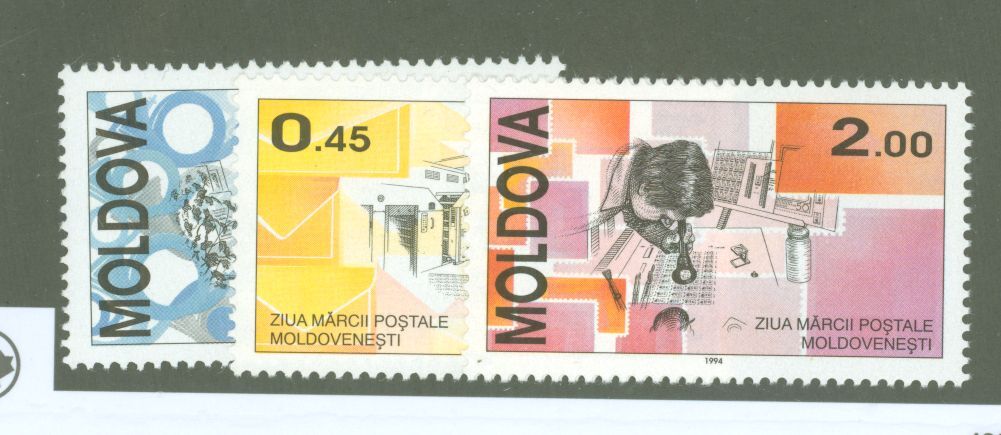 MOLDOVA
0.45
ZIUA MĂRCII POŞTALE
MOLDOVENEŞTI
MOLDOVA
2.00
ZIUA MĂRCII POŞTALE
MOLDOVENEŞTI
1994